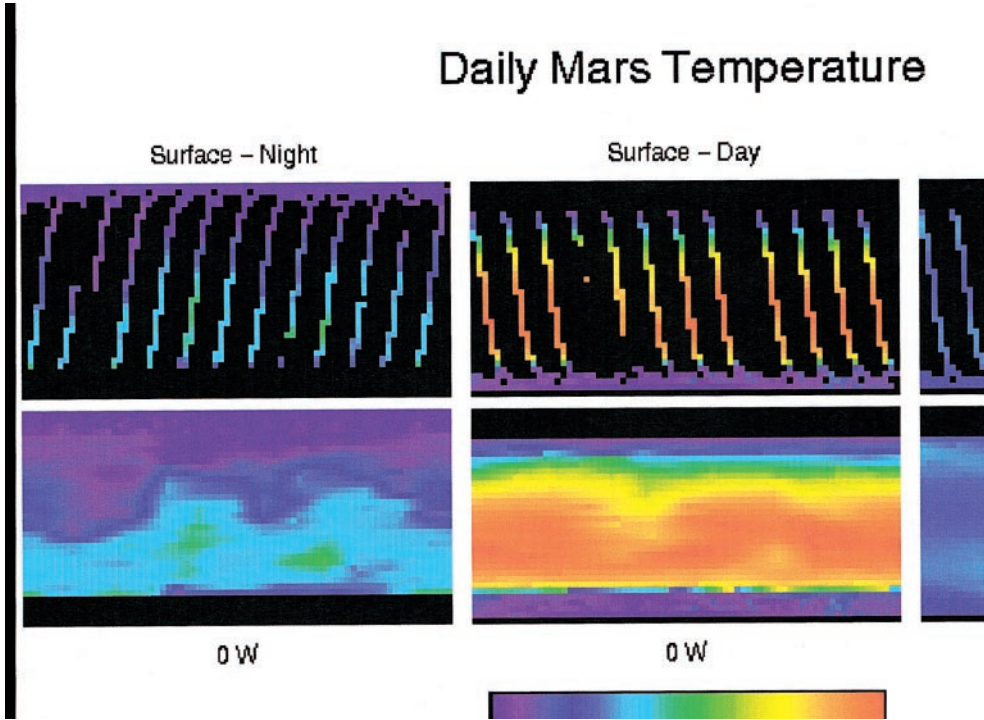 Daily Mars Temperature
Surface – Night
Surface – Day
0 W
0 W